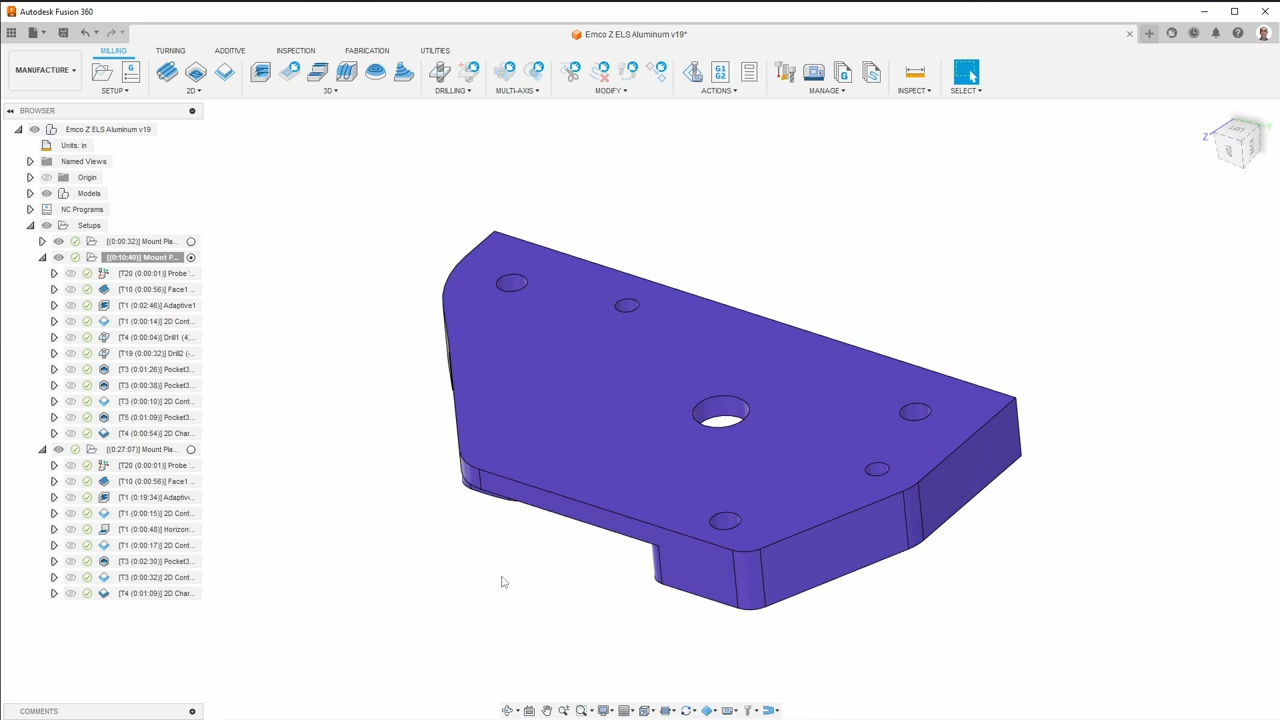 Autodesk Fusion 360
Emco Z ELS Aluminum v19*
MILLING TURNING ADDITIVE INSPECTION FABRICATION UTILITIES
MANUFACTURE
G1
G2
SETUP 2D 3D DRILLING MULTI-AXIS MODIFY ACTIONS MANAGE INSPECT SELECT
BROWSER
Emco Z ELS Aluminum v19
Units: in
Named Views
Origin
Models
NC Programs
Setups
[(0:00:32)] Mount Pla...
[(0:10:40)] Mount P...
[T20 (0:00:01)] Probe '...
[T10 (0:00:56)] Face1 ...
[T1 (0:02:46)] Adaptive1
[T1 (0:00:14)] 2D Cont...
[T4 (0:00:04)] Drill1 (4...
[T19 (0:00:32)] Drill2 (...
[T3 (0:01:26)] Pocket3...
[T3 (0:00:38)] Pocket3...
[T3 (0:00:10)] 2D Cont...
[T5 (0:01:09)] Pocket3...
[T4 (0:00:54)] 2D Char...
[(0:27:07)] Mount Pla...
[T20 (0:00:01)] Probe '...
[T10 (0:00:56)] Face1 ...
[T1 (0:19:34)] Adaptiv...
[T1 (0:00:15)] 2D Cont...
[T1 (0:00:48)] Horizon...
[T1 (0:00:17)] 2D Cont...
[T3 (0:02:30)] Pocket3...
[T3 (0:00:32)] 2D Cont...
[T4 (0:01:09)] 2D Char...
Z
Y
COMMENTS